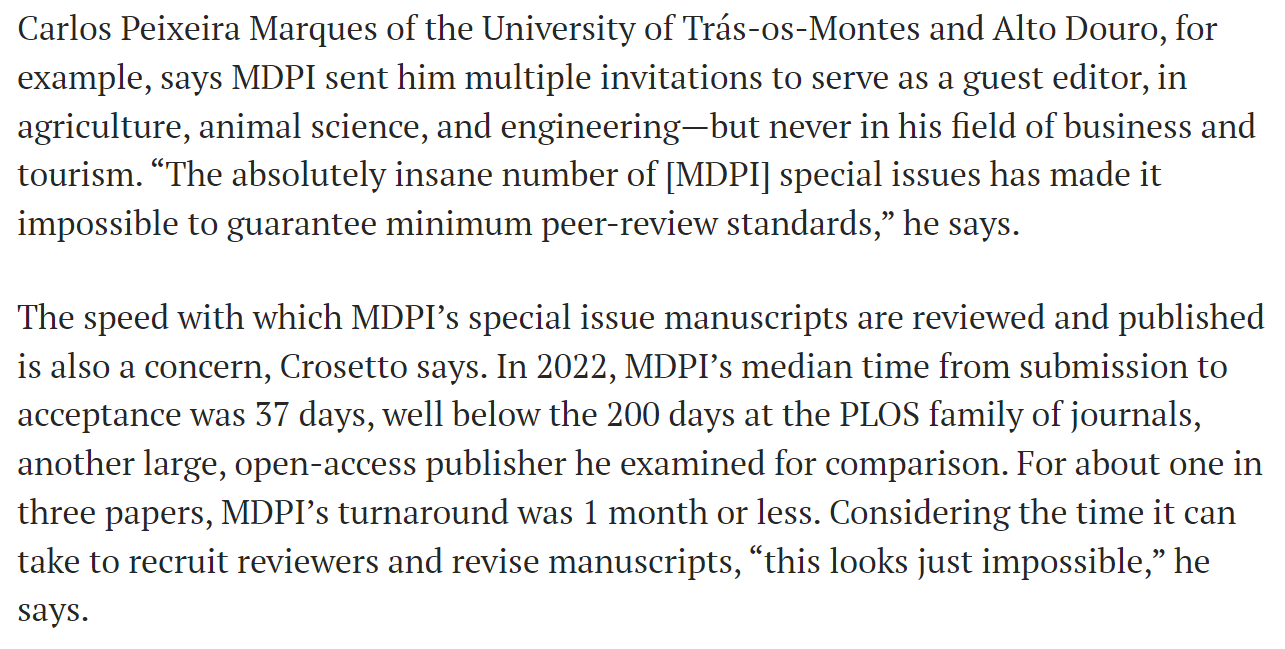 Carlos Peixeira Marques of the University of Trás-os-Montes and Alto Douro, for
example, says MDPI sent him multiple invitations to serve as a guest editor, in
agriculture, animal science, and engineering—but never in his field of business and
tourism. “The absolutely insane number of [MDPI] special issues has made it
impossible to guarantee minimum peer-review standards,” he says.
The speed with which MDPI’s special issue manuscripts are reviewed and published
is also a concern, Crosetto says. In 2022, MDPI’s median time from submission to
acceptance was 37 days, well below the 200 days at the PLOS family of journals,
another large, open-access publisher he examined for comparison. For about one in
three papers, MDPI’s turnaround was 1 month or less. Considering the time it can
take to recruit reviewers and revise manuscripts, “this looks just impossible,” he
says.